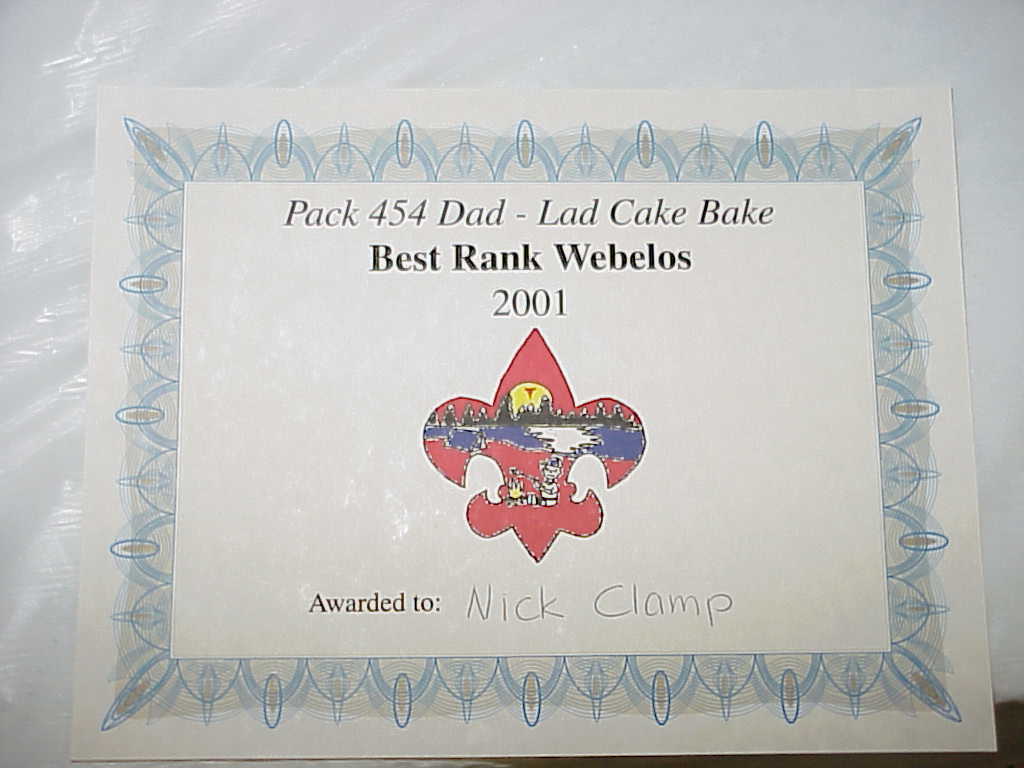 Pack 454 Dad - Lad Cake Bake
Best Rank Webelos
2001
Awarded to: Nick Clamp